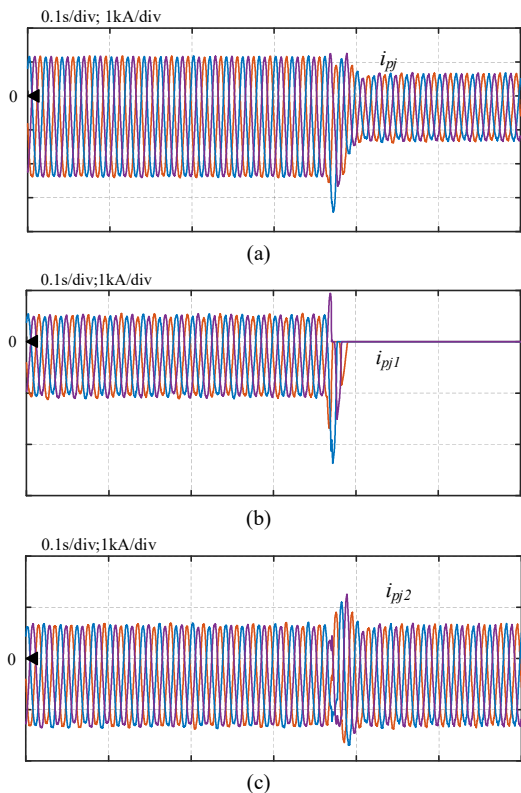 0.1s/div; 1kA/div
i_pj
0
(a)
0.1s/div;1kA/div
0
i_pj1
(b)
0.1s/div;1kA/div
i_pj2
0
(c)